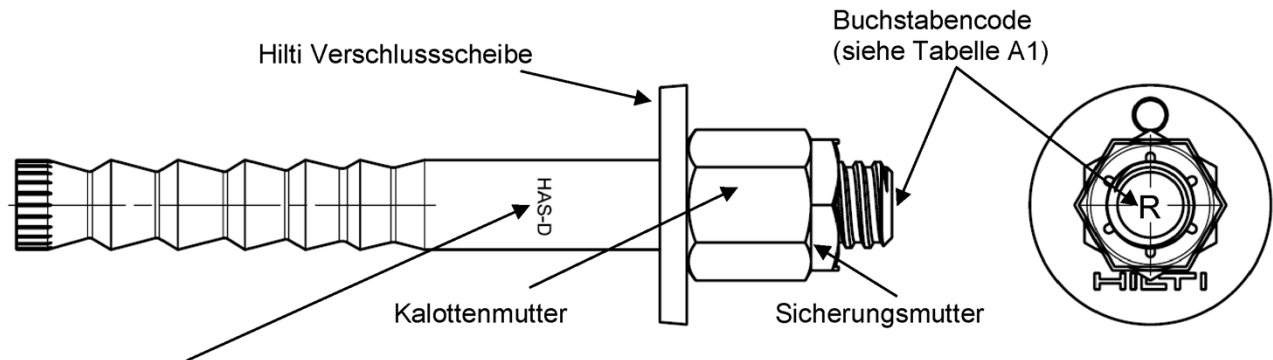 Buchstabencode
(siehe Tabelle A1)
Hilti Verschlussscheibe
HAS-D
R
HILTI
Kalottenmutter
Sicherungsmutter